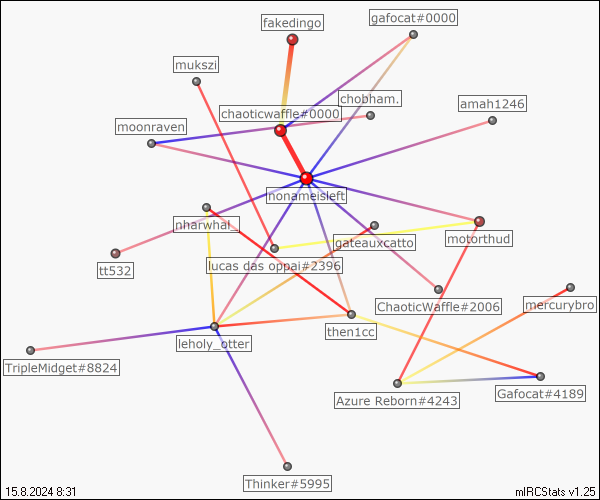 fakedingo
gafocat#0000
mukszi
chobham.
amah1246
chaoticwaffle#0000
moonraven
nonameisleft
nharwhal_
gateauxcatto
motorthud
tt532
lucas das oppai#2396
ChaoticWaffle#2006
mercurybro
then1cc
leholy_otter
TripleMidget#8824
Azure Reborn#4243
Gafocat#4189
Thinker#5995
15.8.2024 8:31
mIRCStats v1.25